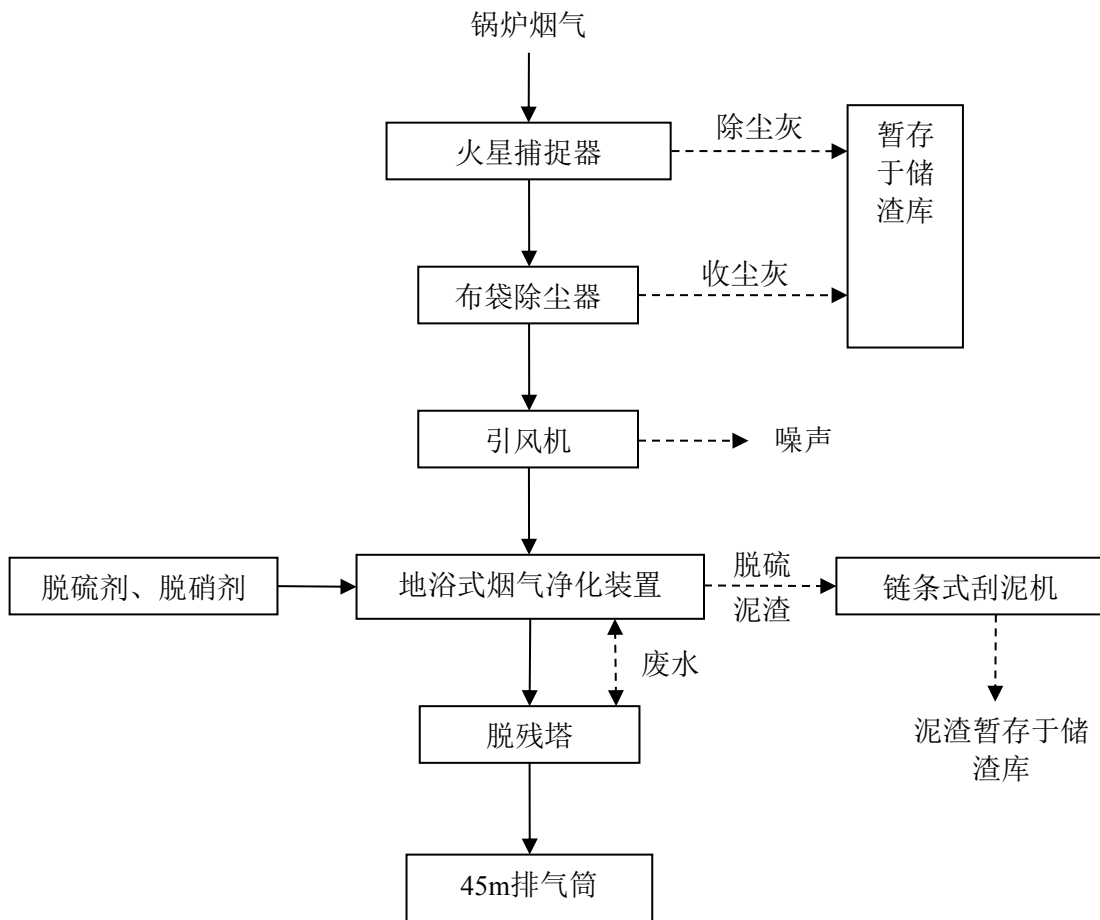 锅炉烟气
火星捕捉器
除尘灰
暂存
于储
渣库
布袋除尘器
收尘灰
引风机
噪声
脱硫剂、脱硝剂
地浴式烟气净化装置
脱硫
泥渣
链条式刮泥机
废水
脱残塔
泥渣暂存于储
渣库
45m排气筒